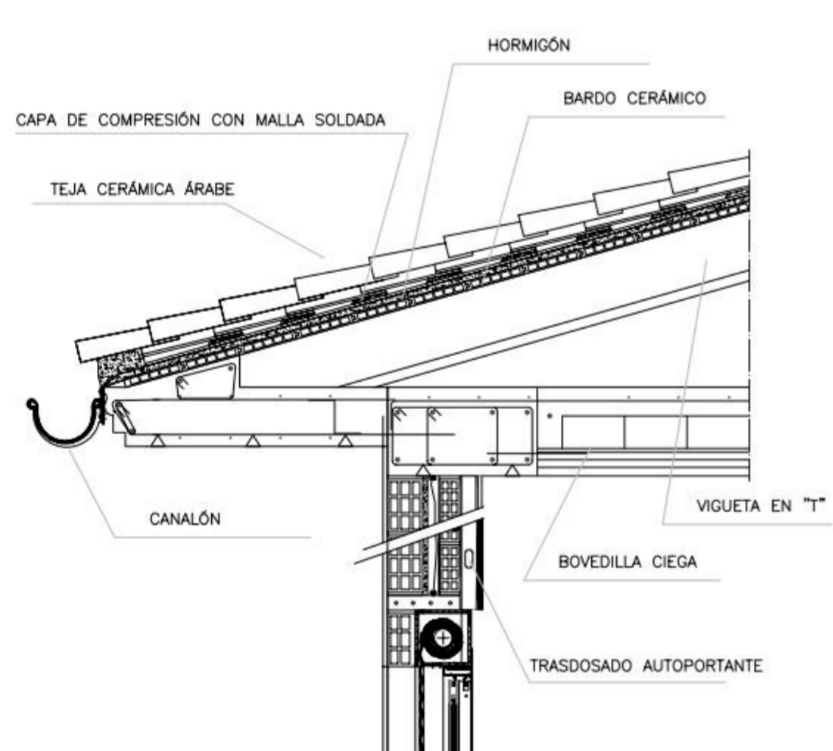 HORMIGÓN
BARDO CERÁMICO
CAPA DE COMPRESIÓN CON MALLA SOLDADA
TEJA CERÁMICA ÁRABE
VIGUETA EN "T"
CANALÓN
BOVEDILLA CIEGA
TRASDOSADO AUTOPORTANTE